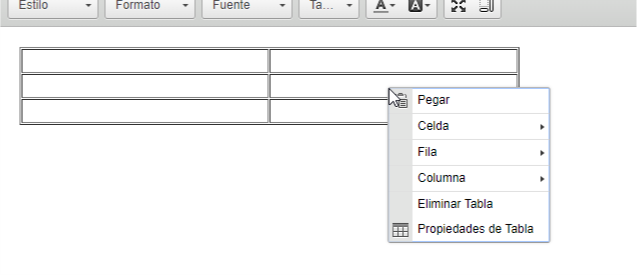 Estilo Formato Fuente Ta... A A
Pegar
Celda
Fila
Columna
Eliminar Tabla
Propiedades de Tabla